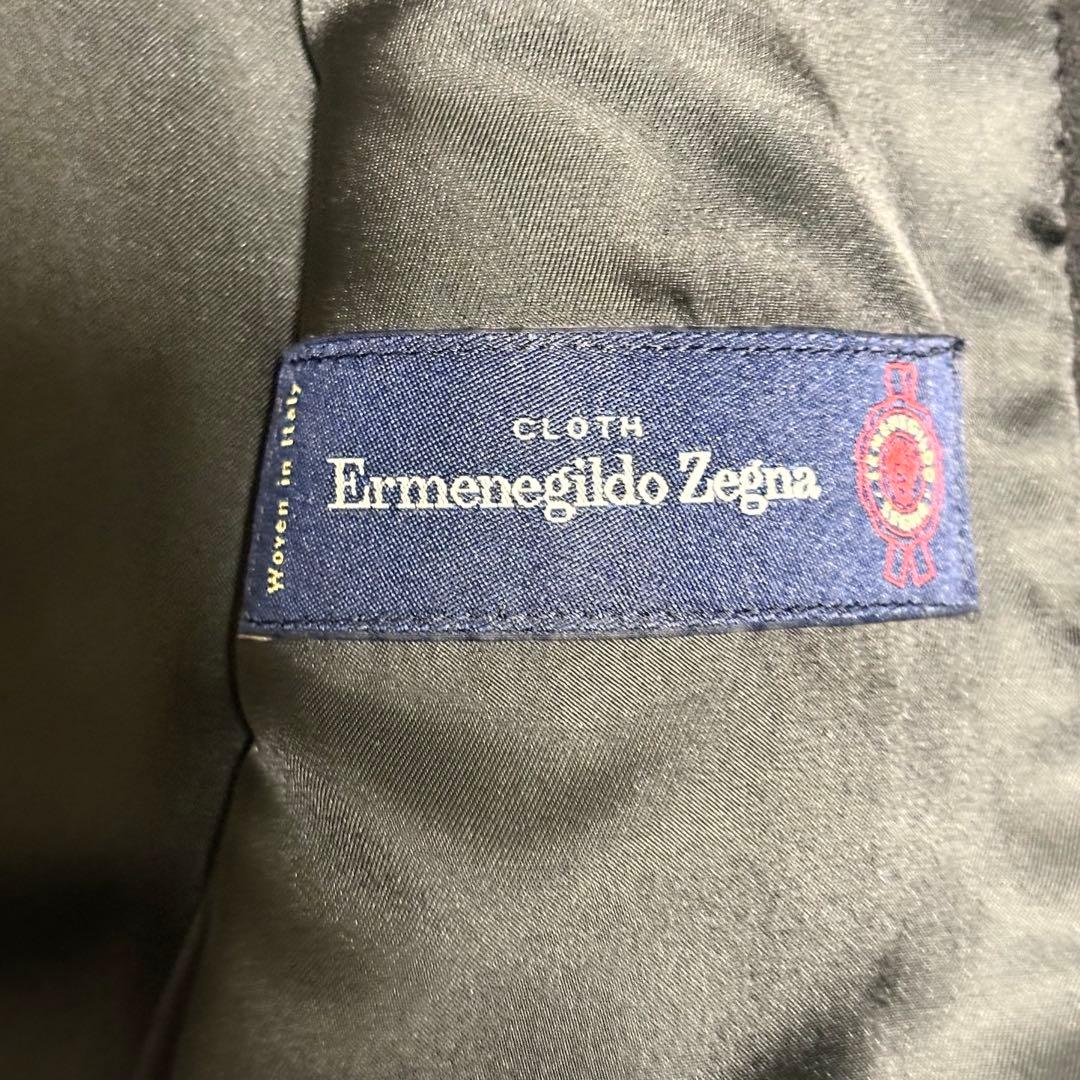 Woven in Italy
CLOTH
Ermenegildo Zegna